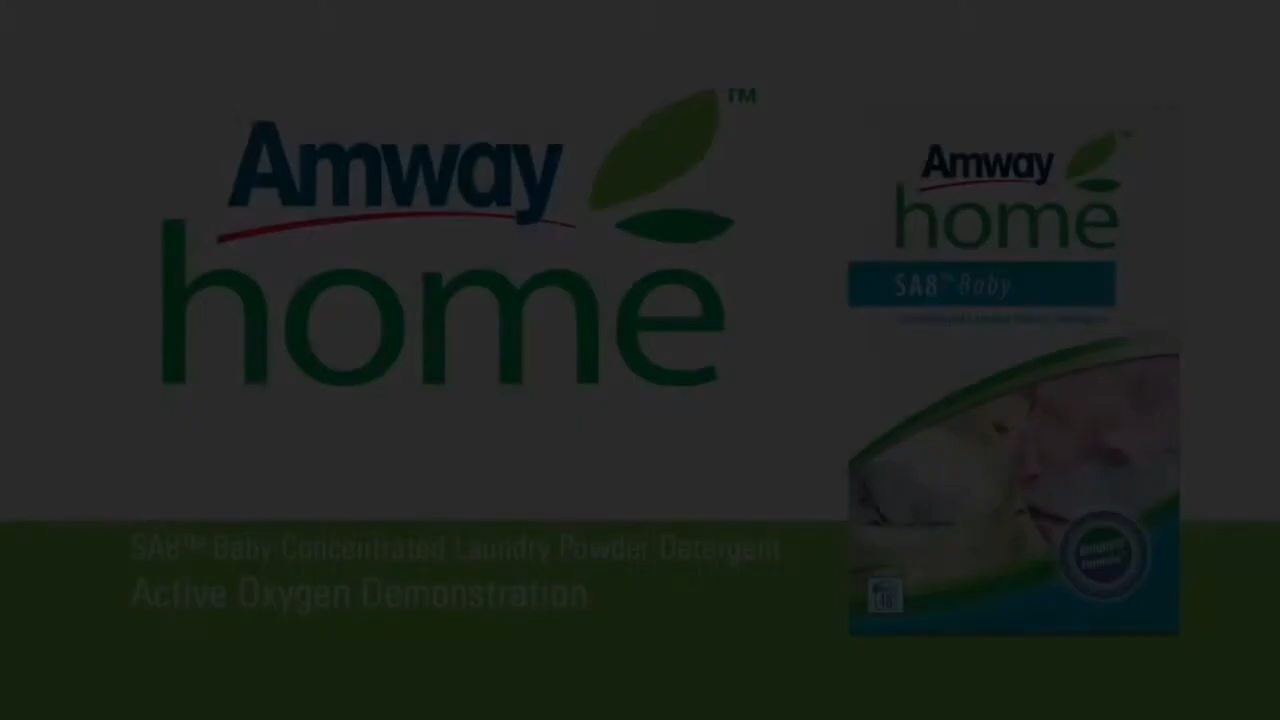 Amway
home
TM
Amway
home
SA8™ Baby
SA8™ Baby Concentrated Laundry Powder Detergent
Active Oxygen Demonstration